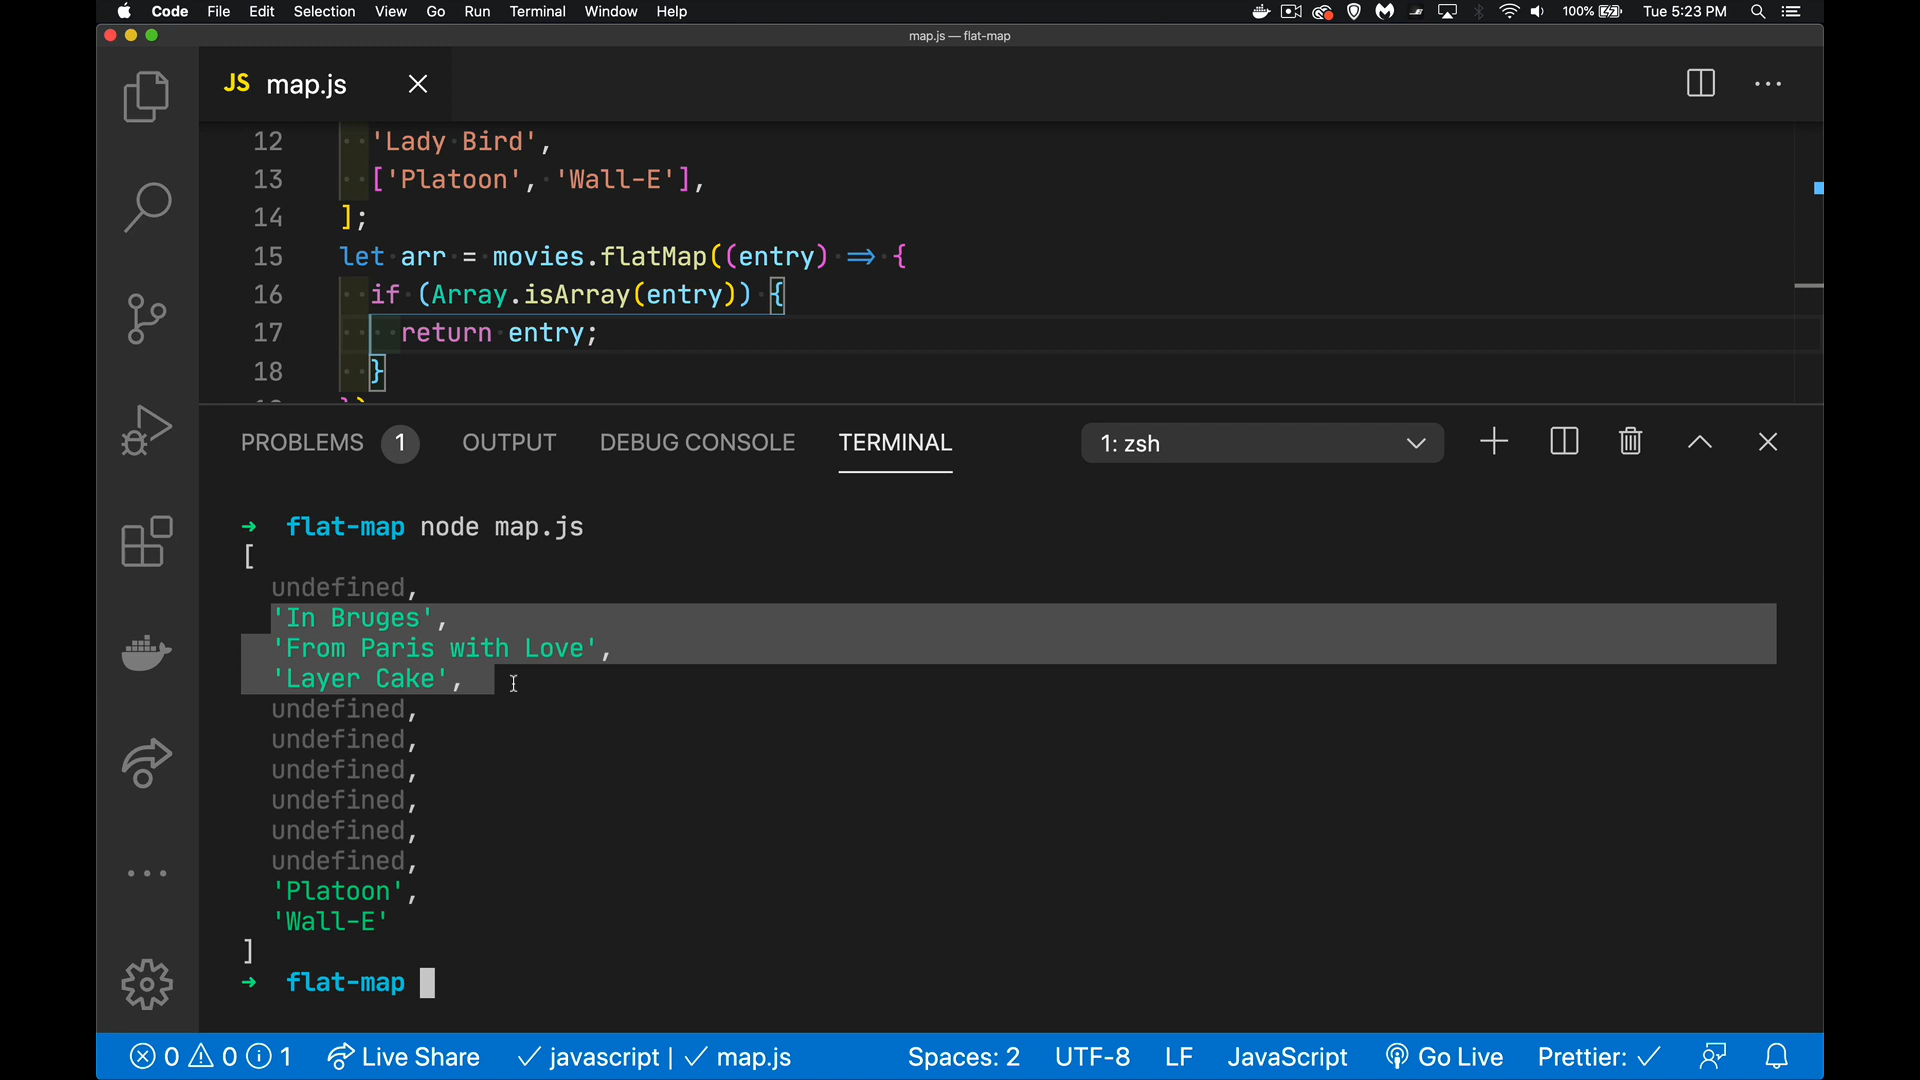 Code File Edit Selection View Go Run Terminal Window Help 100% Tue 5:23 PM
map.js — flat-map
JS map.js
12 'Lady Bird',
13 ['Platoon', 'Wall-E'],
14 ];
15 let arr = movies.flatMap((entry) => {
16 if (Array.isArray(entry)) {
17 return entry;
18 }
PROBLEMS 1 OUTPUT DEBUG CONSOLE TERMINAL 1: zsh
→ flat-map node map.js
[
undefined,
'In Bruges',
'From Paris with Love',
'Layer Cake',
undefined,
undefined,
undefined,
undefined,
undefined,
undefined,
'Platoon',
'Wall-E'
]
→ flat-map
0 0 1 Live Share ✓ javascript | ✓ map.js Spaces: 2 UTF-8 LF JavaScript Go Live Prettier: ✓